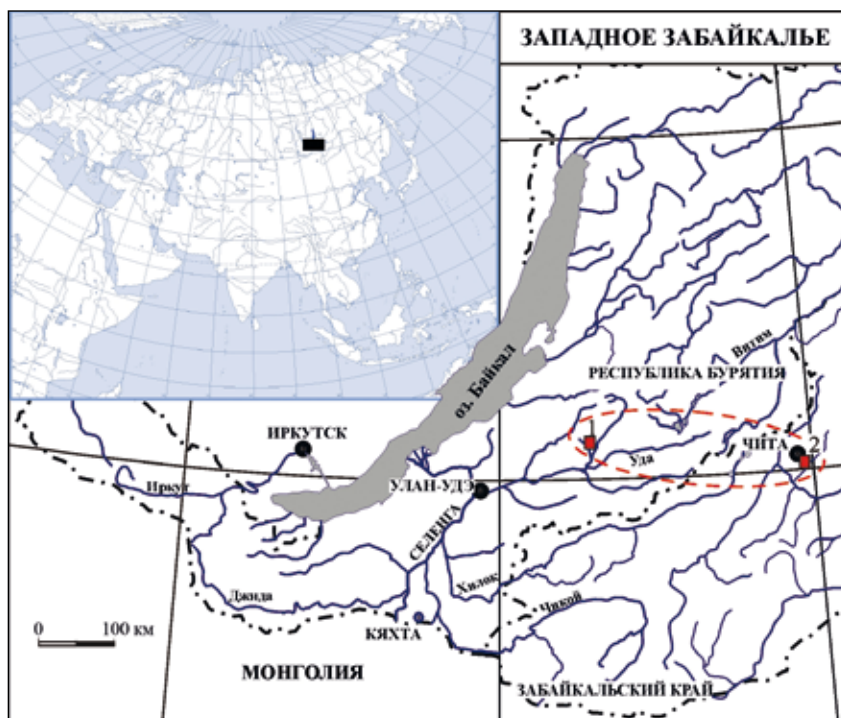 ЗАПАДНОЕ ЗАБАЙКАЛЬЕ
оз. Байкал
Витим
РЕСПУБЛИКА БУРЯТИЯ
ИРКУТСК
1
ЧИТА
2
Уда
Иркут
УЛАН-УДЭ
СЕЛЕНГА
Хилок
Джида
Чикой
0 100 км
КЯХТА
МОНГОЛИЯ
ЗАБАЙКАЛЬСКИЙ КРАЙ